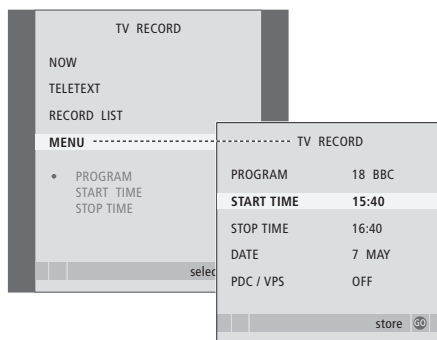 TV RECORD
NOW
TELETEXT
RECORD LIST
MENU
• PROGRAM
START TIME
STOP TIME
TV RECORD
PROGRAM 18 BBC
START TIME 15:40
STOP TIME 16:40
DATE 7 MAY
PDC / VPS OFF
store GO